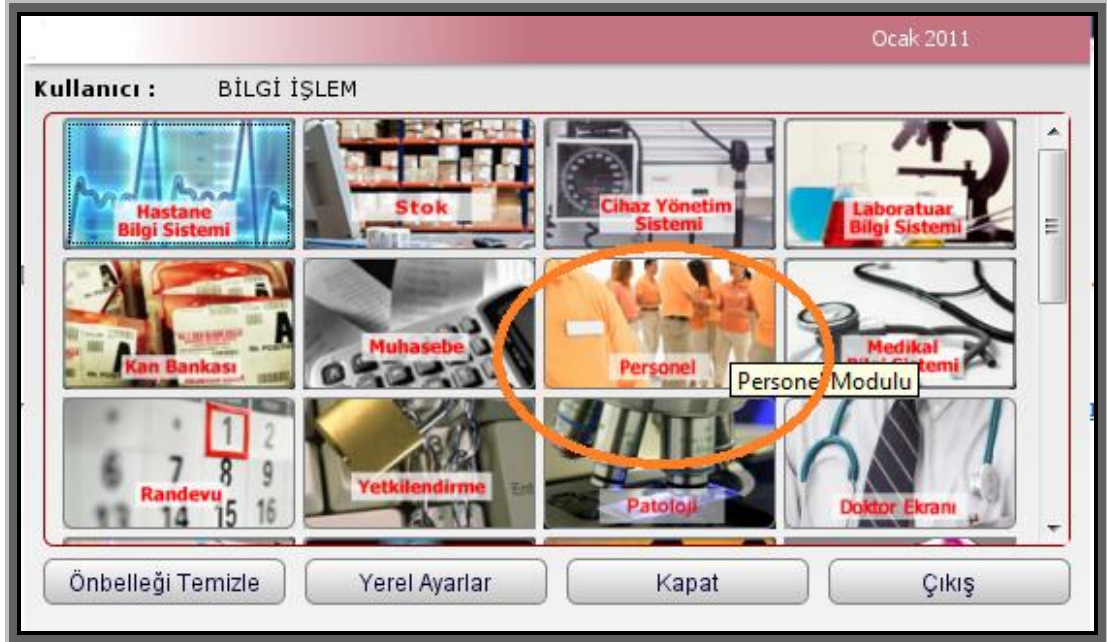 Ocak 2011
Kullanıcı : BİLGİ İŞLEM
Hastane
Bilgi Sistemi
Stok
Cihaz Yönetim
Sistemi
Laboratuar
Bilgi Sistemi
Kan Bankası
Muhasebe
Personel
Medikal
Personel Modulu
Randevu
Yetkilendirme
Patoloji
Doktor Ekranı
Önbelleği Temizle
Yerel Ayarlar
Kapat
Çıkış